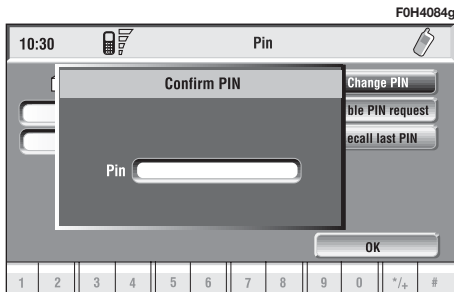 F0H4084g
10:30 Pin
Confirm PIN
Change PIN
ble PIN request
ecall last PIN
Pin
OK
1 2 3 4 5 6 7 8 9 0 */+ #